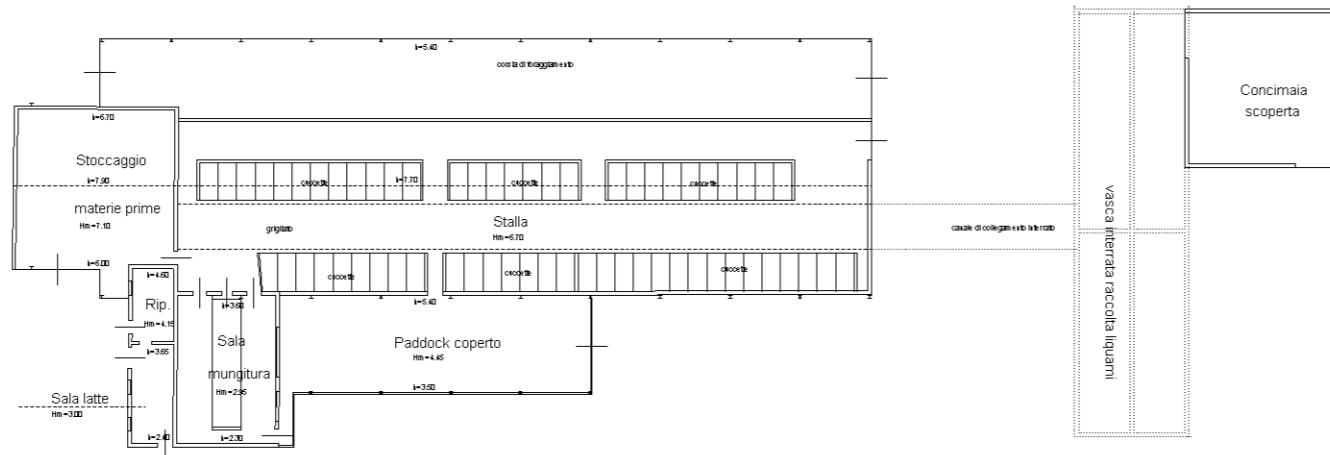 h=5.40
corsia di foraggiamento
h=6.70
Stoccaggio
h=7.90
materie prime
Hm=7.10
h=6.00
cuccette
h=7.70
cuccette
cuccette
Stalla
Hm=6.70
grigliato
canale di collegamento interrato
cuccette
cuccette
cuccette
h=4.60
Rip.
Hm=4.15
h=3.65
h=3.60
Sala
mungitura
Hm=2.95
h=5.40
Paddock coperto
Hm=4.45
h=3.50
Sala latte
Hm=3.00
h=2.40
h=2.30
vasca interrata raccolta liquami
Concimaia
scoperta